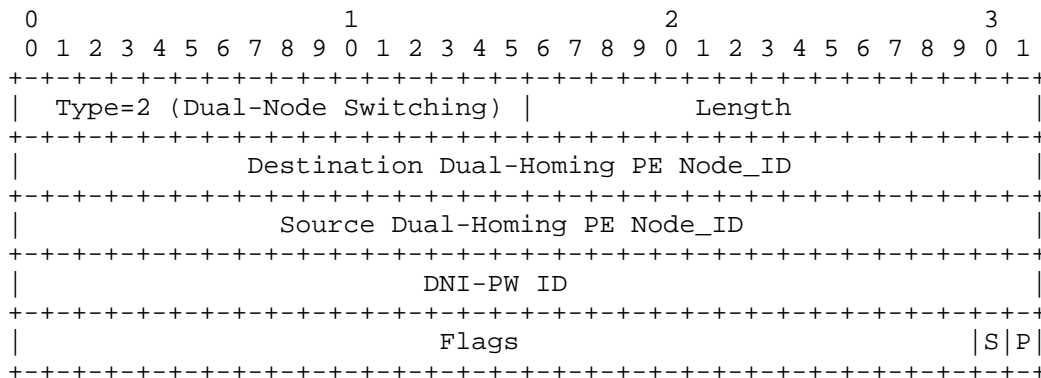 0                   1                   2                   3
 0 1 2 3 4 5 6 7 8 9 0 1 2 3 4 5 6 7 8 9 0 1 2 3 4 5 6 7 8 9 0 1
+-+-+-+-+-+-+-+-+-+-+-+-+-+-+-+-+-+-+-+-+-+-+-+-+-+-+-+-+-+-+-+-+
|  Type=2 (Dual-Node Switching) |          Length               |
+-+-+-+-+-+-+-+-+-+-+-+-+-+-+-+-+-+-+-+-+-+-+-+-+-+-+-+-+-+-+-+-+
|              Destination Dual-Homing PE Node_ID               |
+-+-+-+-+-+-+-+-+-+-+-+-+-+-+-+-+-+-+-+-+-+-+-+-+-+-+-+-+-+-+-+-+
|                Source Dual-Homing PE Node_ID                  |
+-+-+-+-+-+-+-+-+-+-+-+-+-+-+-+-+-+-+-+-+-+-+-+-+-+-+-+-+-+-+-+-+
|                         DNI-PW ID                             |
+-+-+-+-+-+-+-+-+-+-+-+-+-+-+-+-+-+-+-+-+-+-+-+-+-+-+-+-+-+-+-+-+
|                          Flags                            |S|P|
+-+-+-+-+-+-+-+-+-+-+-+-+-+-+-+-+-+-+-+-+-+-+-+-+-+-+-+-+-+-+-+-+